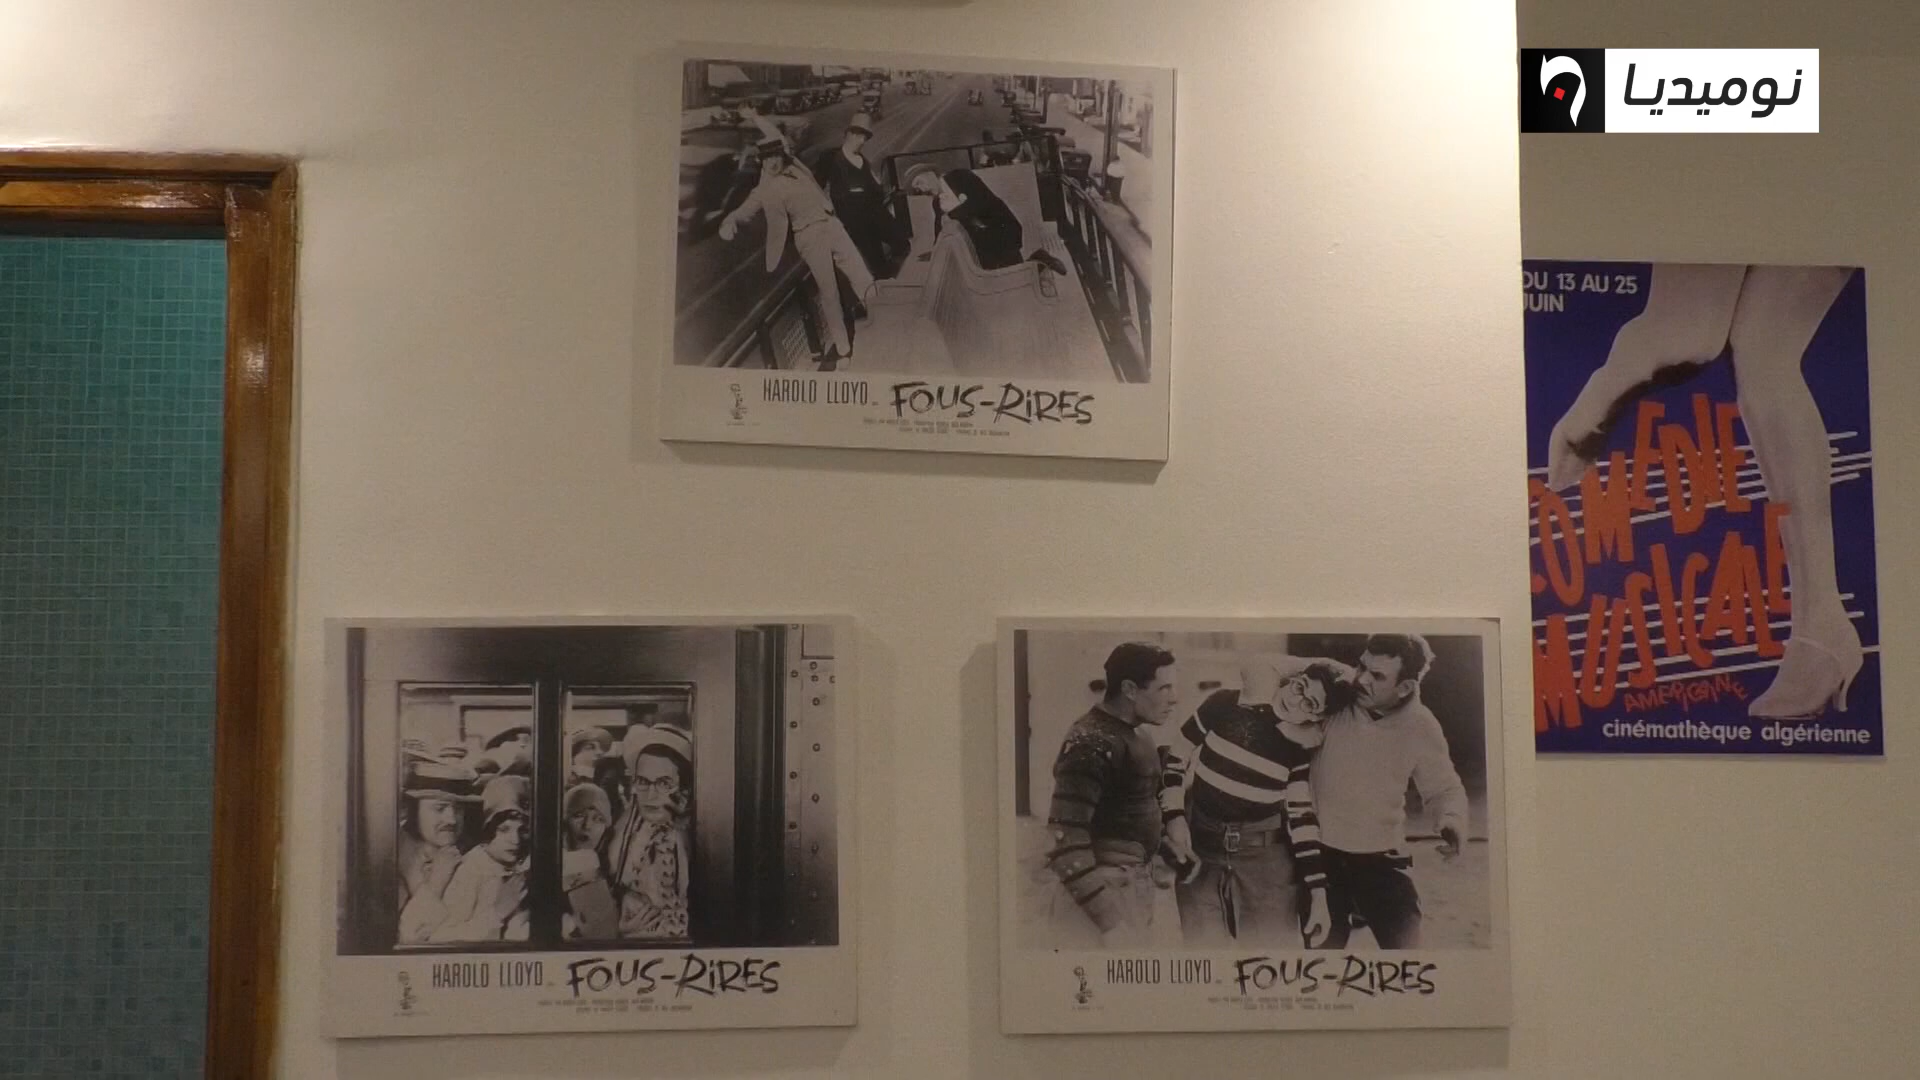 نوميديا
HAROLD LLOYD
FOUS-RIRES
DU 13 AU 25
JUIN
COMEDIE
MUSICALE
AMERICAINE
cinémathèque algérienne
HAROLD LLOYD
FOUS-RIRES
HAROLD LLOYD
FOUS-RIRES